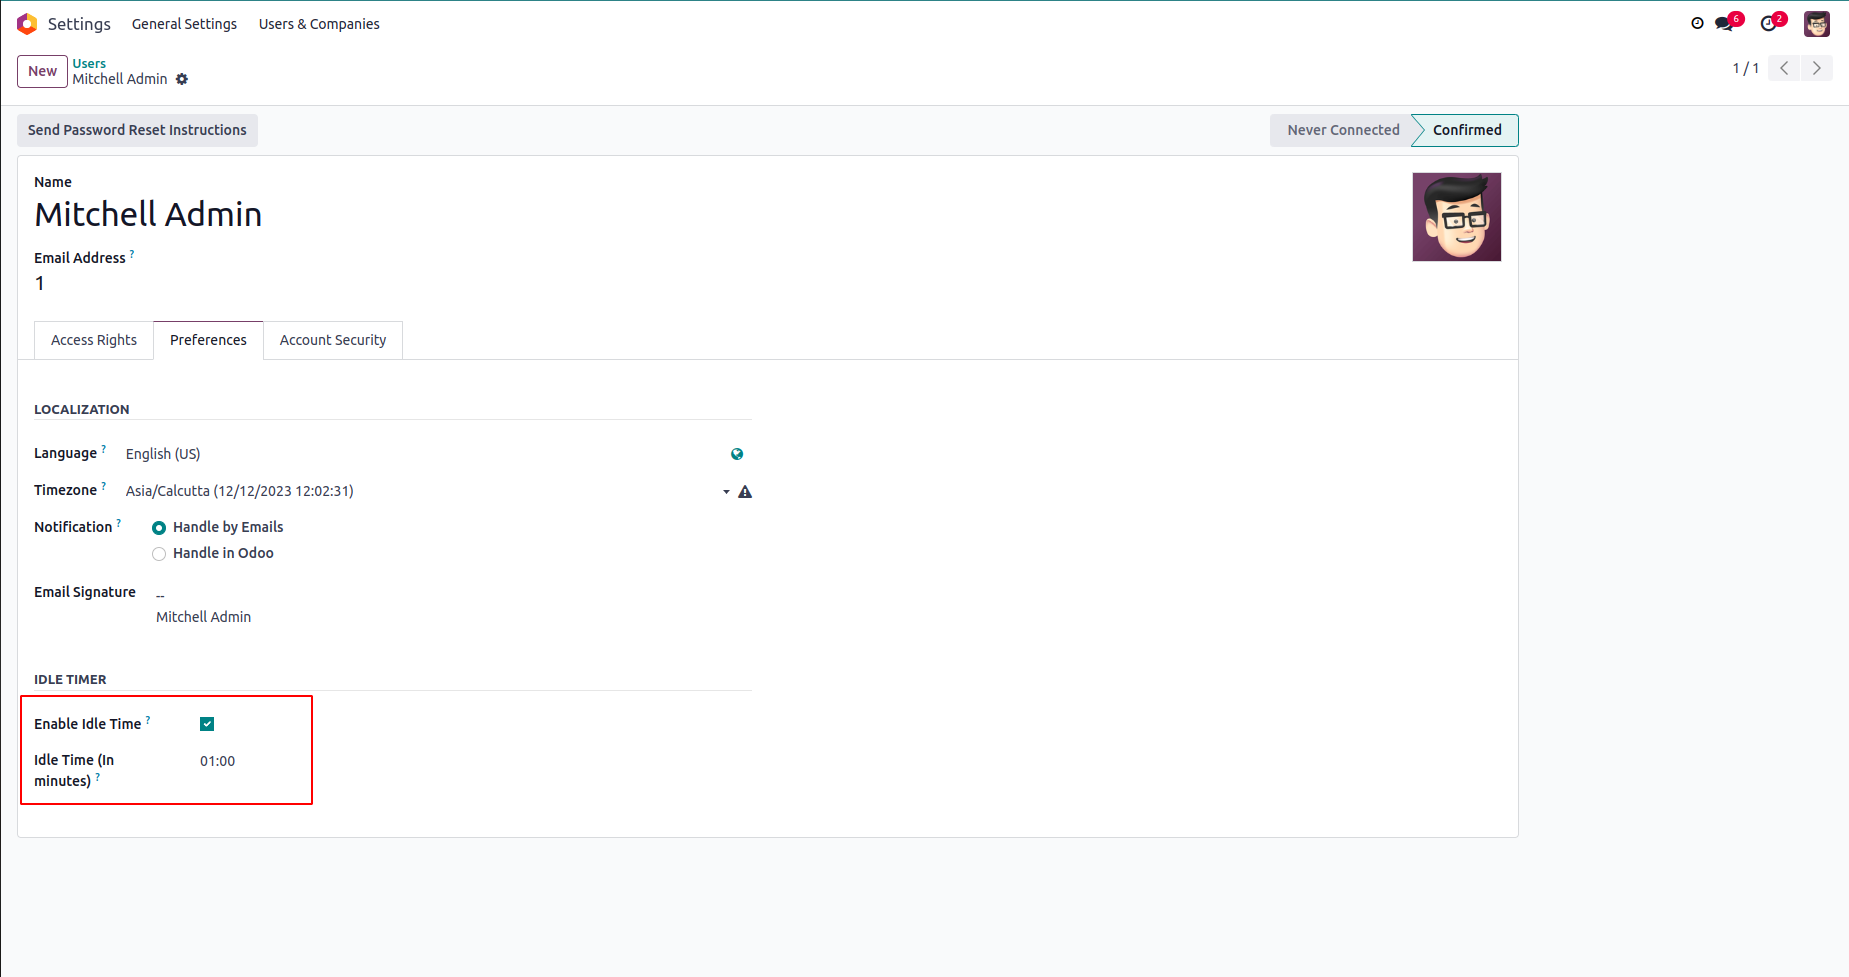 Settings General Settings Users & Companies 6 2
New
Users
Mitchell Admin
1 / 1
Send Password Reset Instructions
Never Connected Confirmed
Name
Mitchell Admin
Email Address ?
1
Access Rights Preferences Account Security
LOCALIZATION
Language ? English (US)
Timezone ? Asia/Calcutta (12/12/2023 12:02:31)
Notification ? Handle by Emails
Handle in Odoo
Email Signature --
Mitchell Admin
IDLE TIMER
Enable Idle Time ?
Idle Time (In 01:00
minutes) ?